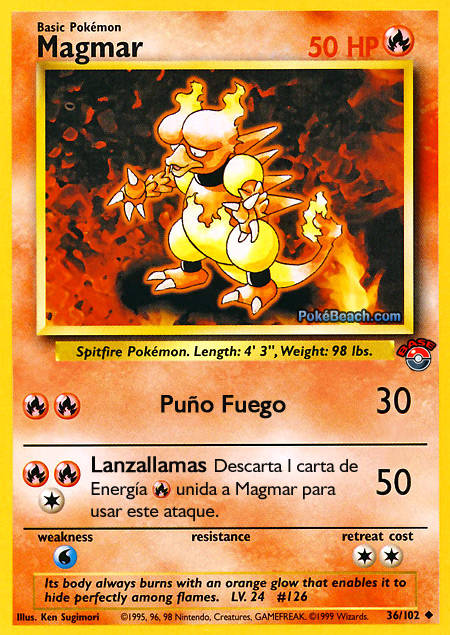 Basic Pokémon
Magmar 50 HP
PokéBeach.com
Spitfire Pokémon. Length: 4' 3", Weight: 98 lbs.
BASE
Puño Fuego 30
Lanzallamas Descarta 1 carta de
Energía unida a Magmar para
usar este ataque.
50
weakness resistance retreat cost
Its body always burns with an orange glow that enables it to
hide perfectly among flames. LV. 24 #126
Illus. Ken Sugimori ©1995, 96, 98 Nintendo, Creatures, GAMEFREAK. ©1999 Wizards. 36/102